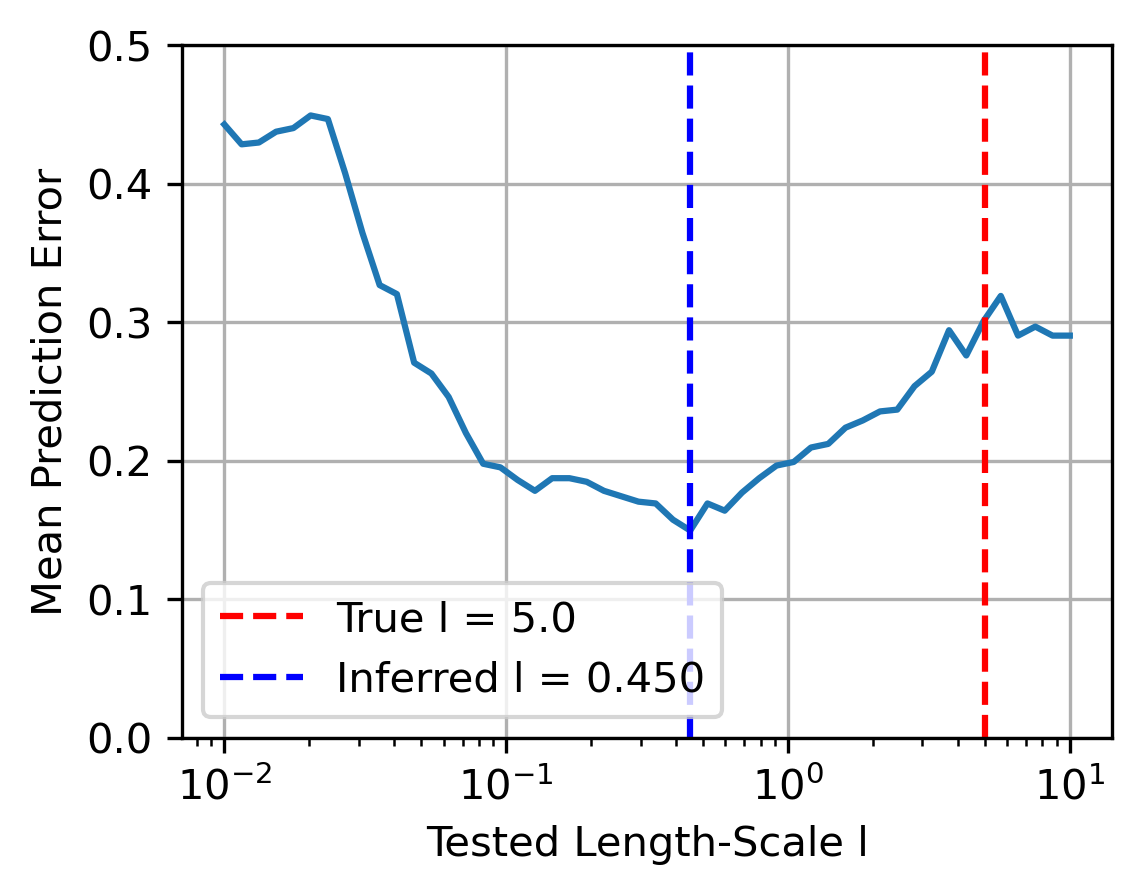 0.5
0.4
0.3
0.2
0.1
0.0
Mean Prediction Error
True l = 5.0
Inferred l = 0.450
10⁻² 10⁻¹ 10⁰ 10¹
Tested Length-Scale l